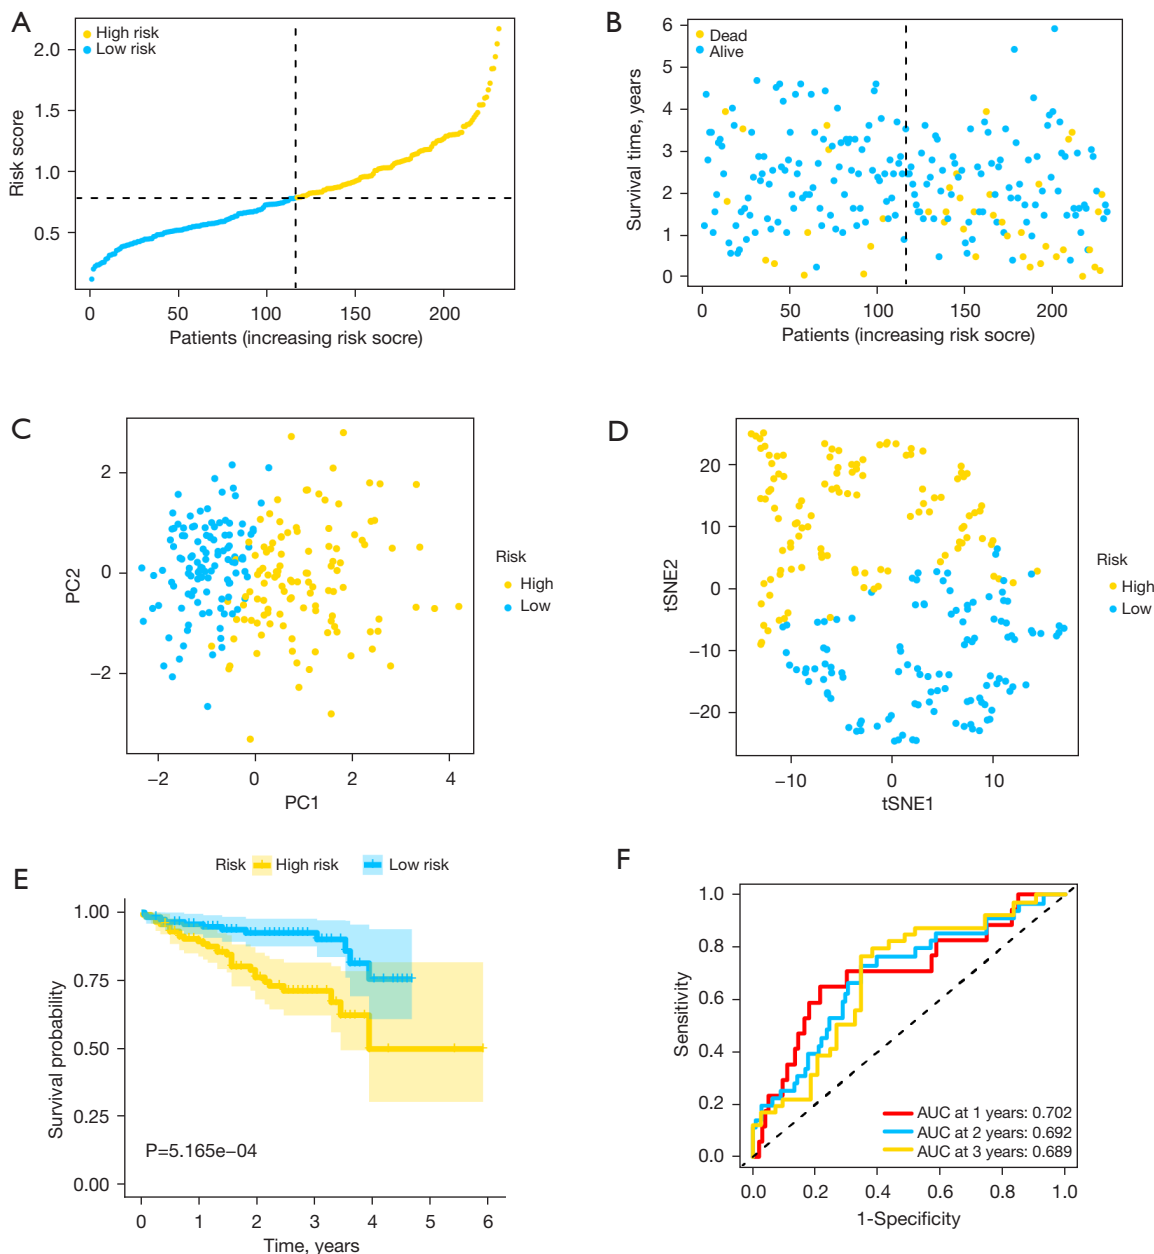 A
High risk
Low risk
2.0
1.5
1.0
0.5
Risk score
0 50 100 150 200
Patients (increasing risk socre)
B
Dead
Alive
6
5
4
3
2
1
0
Survival time, years
0 50 100 150 200
Patients (increasing risk socre)
C
2
0
−2
PC2
−2 0 2 4
PC1
Risk
High
Low
D
20
10
0
−10
−20
tSNE2
−10 0 10
tSNE1
Risk
High
Low
E
Risk High risk Low risk
1.00
0.75
0.50
0.25
0.00
Survival probability
P=5.165e−04
0 1 2 3 4 5 6
Time, years
F
1.0
0.8
0.6
0.4
0.2
0.0
Sensitivity
AUC at 1 years: 0.702
AUC at 2 years: 0.692
AUC at 3 years: 0.689
0.0 0.2 0.4 0.6 0.8 1.0
1-Specificity